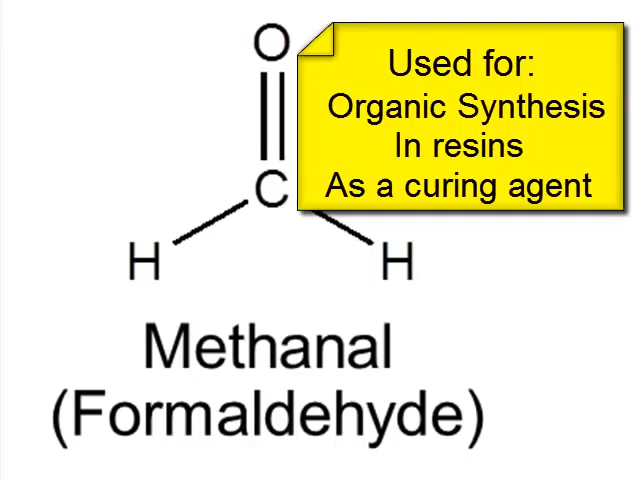 O
Used for:
Organic Synthesis
In resins
As a curing agent
C
H H
Methanal
(Formaldehyde)